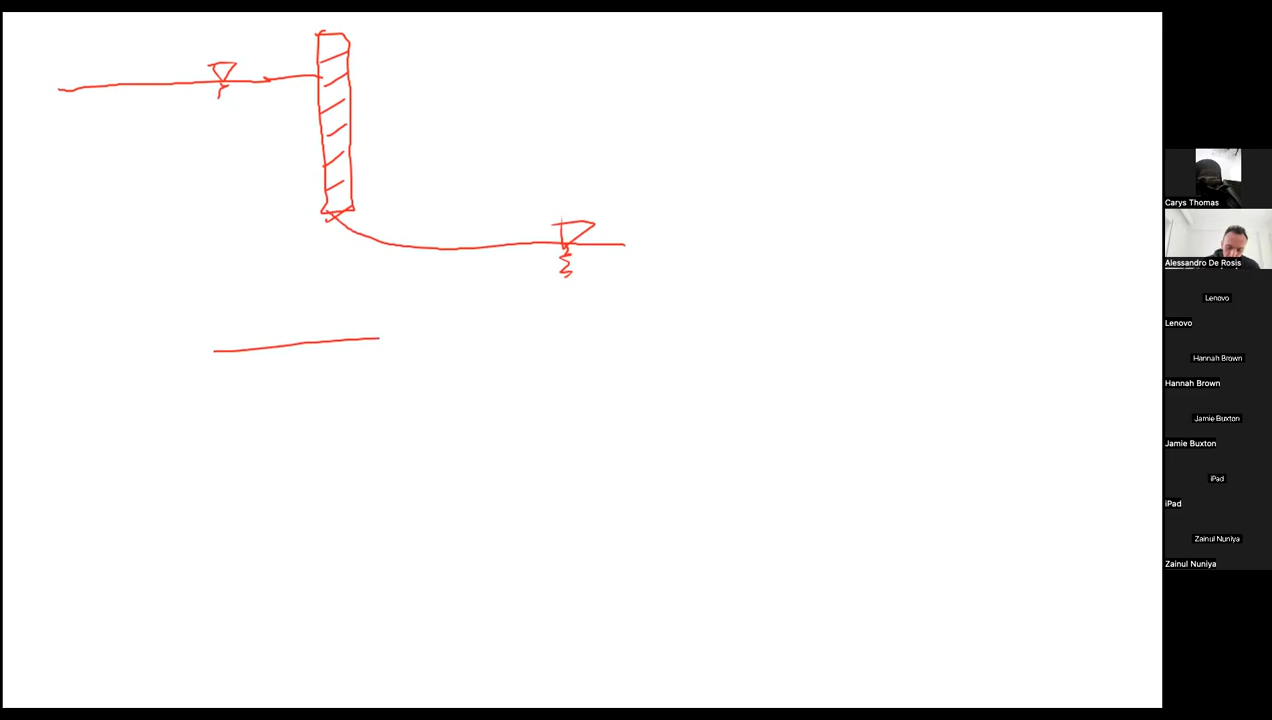 Carys Thomas
Alessandro De Rosis
Lenovo
Lenovo
Hannah Brown
Hannah Brown
Jamie Buxton
Jamie Buxton
iPad
iPad
Zainul Nuniya
Zainul Nuniya